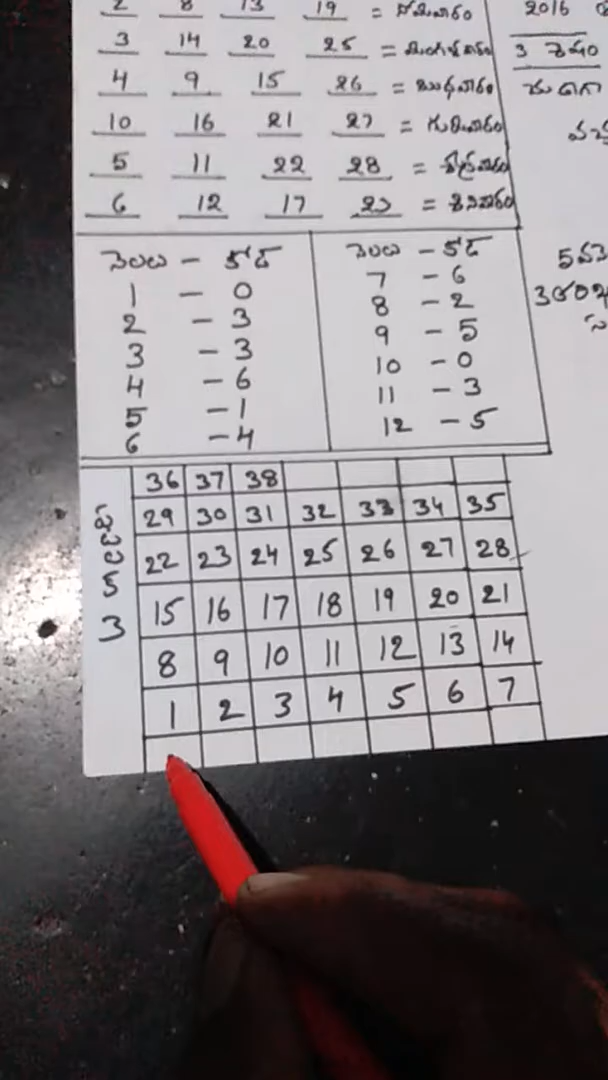 2 8 13 19 = సోమవారం
3 14 20 25 = మంగళవారం
4 9 15 26 = బుధవారం
10 16 21 27 = గురువారం
5 11 22 28 = శుక్రవారం
6 12 17 23 = శనివారం
2016
3 శేషం
నెలలు - కోడ్
1 - 0
2 - 3
3 - 3
4 - 6
5 - 1
6 - 4
నెలలు - కోడ్
7 - 6
8 - 2
9 - 5
10 - 0
11 - 3
12 - 5
36 37 38
29 30 31 32 33 34 35
22 23 24 25 26 27 28
15 16 17 18 19 20 21
8 9 10 11 12 13 14
1 2 3 4 5 6 7